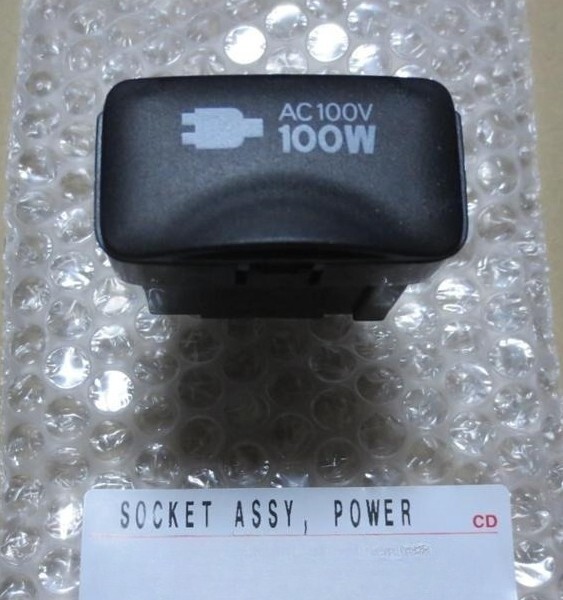 AC100V
100W
SOCKET ASSY, POWER
CD